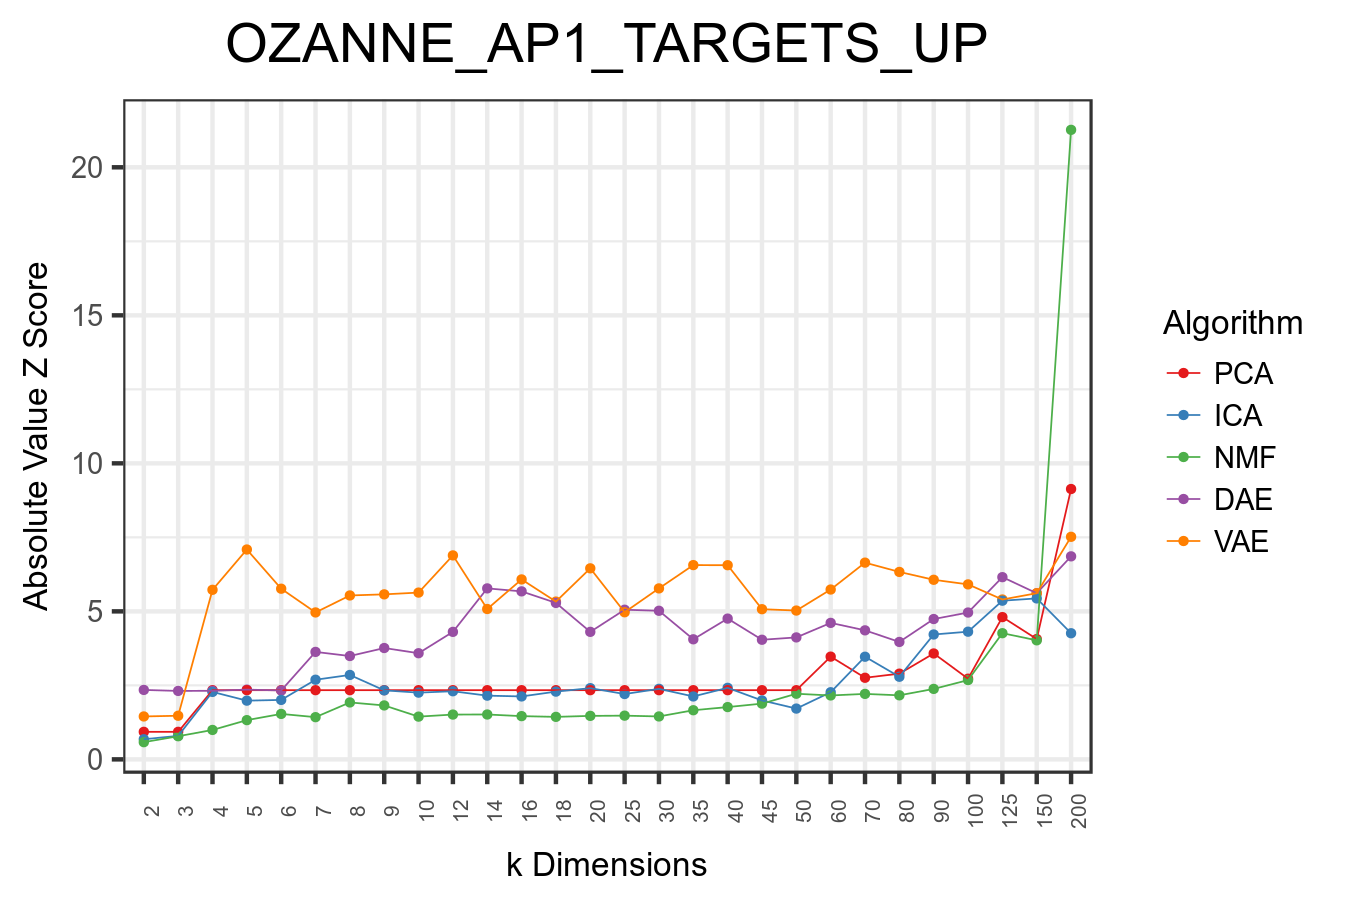 OZANNE_AP1_TARGETS_UP
Absolute Value Z Score
20
15
10
5
0
2 3 4 5 6 7 8 9 10 12 14 16 18 20 25 30 35 40 45 50 60 70 80 90 100 125 150 200
k Dimensions
Algorithm
PCA
ICA
NMF
DAE
VAE